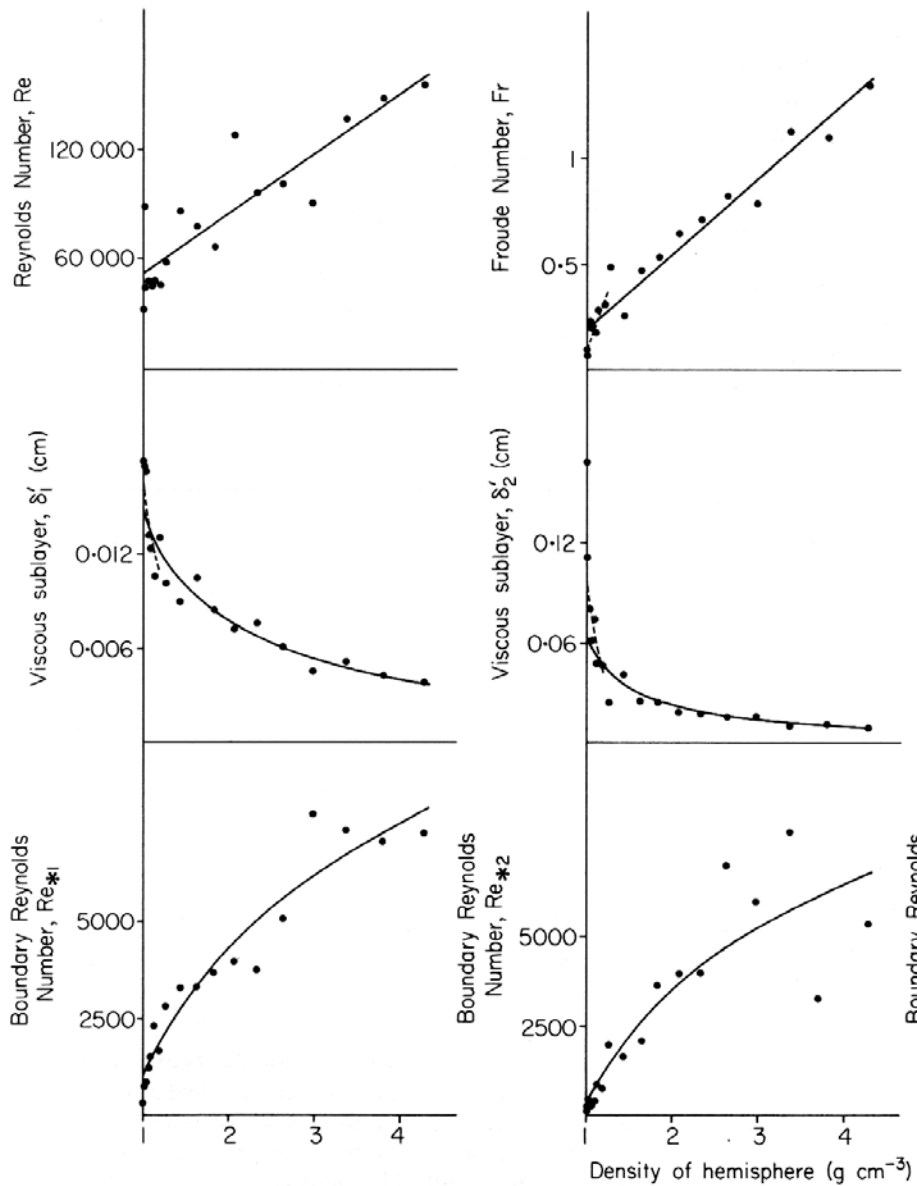 Reynolds Number, Re
120 000
60 000
Froude Number, Fr
1
0·5
Viscous sublayer, δ′₁ (cm)
0·012
0·006
Viscous sublayer, δ′₂ (cm)
0·12
0·06
Boundary Reynolds
Number, Re*1
5000
2500
1 2 3 4
Boundary Reynolds
Number, Re*2
5000
2500
1 2 3 4
Density of hemisphere (g cm⁻³)
Boundary Reynolds